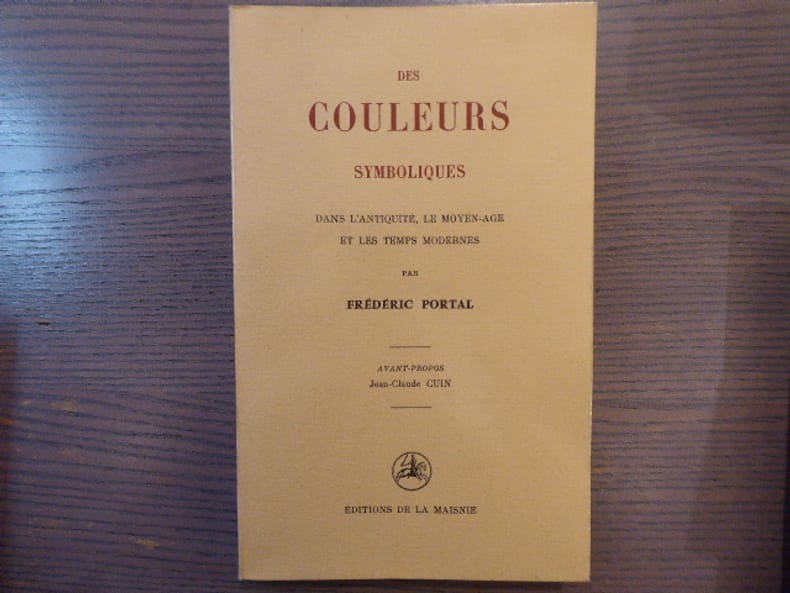 DES
COULEURS
SYMBOLIQUES
DANS L'ANTIQUITÉ, LE MOYEN-AGE
ET LES TEMPS MODERNES
PAR
FRÉDÉRIC PORTAL
AVANT-PROPOS
Jean-Claude CUIN
ÉDITIONS DE LA MAISNIE